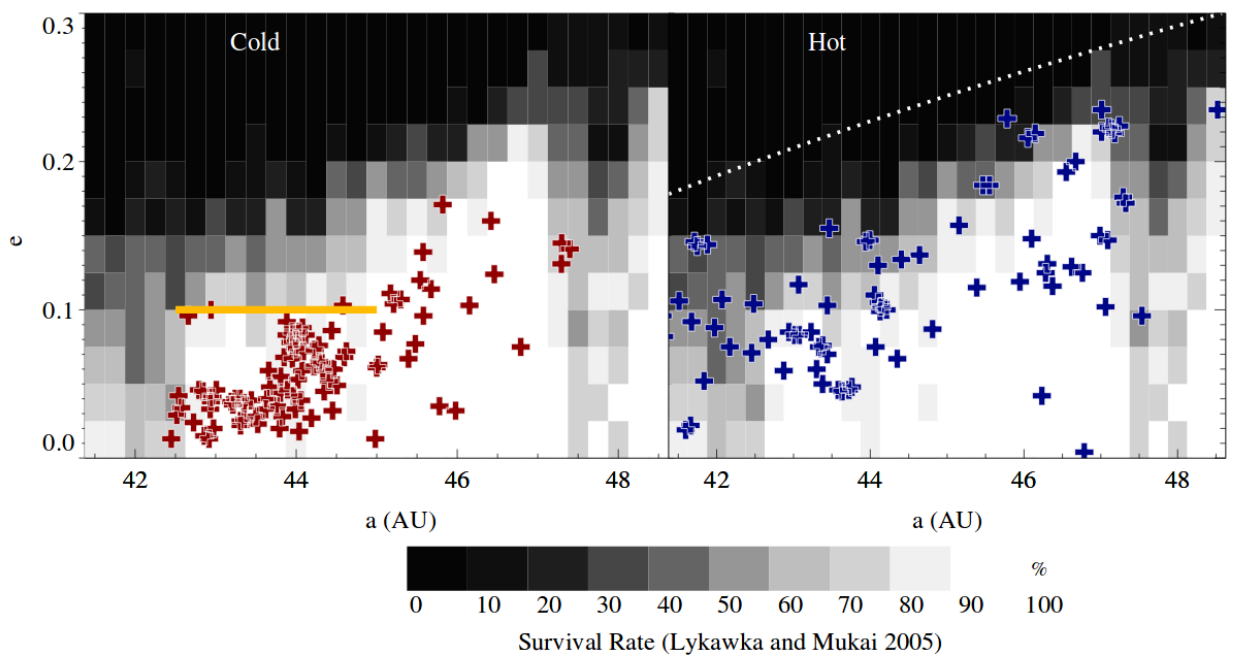 0.3
0.2
0.1
0.0
e
Cold
Hot
42 44 46 48
42 44 46 48
a (AU)
a (AU)
%
0 10 20 30 40 50 60 70 80 90 100
Survival Rate (Lykawka and Mukai 2005)